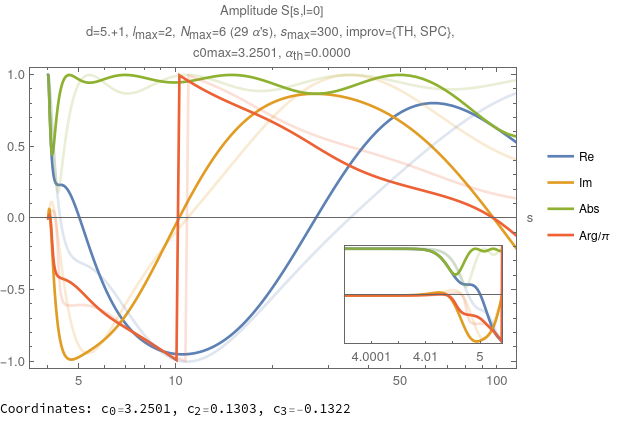 Amplitude S[s,l=0]
d=5.+1, lmax=2, Nmax=6 (29 α's), smax=300, improv={TH, SPC},
c0max=3.2501, αth=0.0000
1.0
0.5
0.0
-0.5
-1.0
5
10
50
100
s
Re
Im
Abs
Arg/π
4.0001
4.01
5
Coordinates: c0=3.2501, c2=0.1303, c3=-0.1322